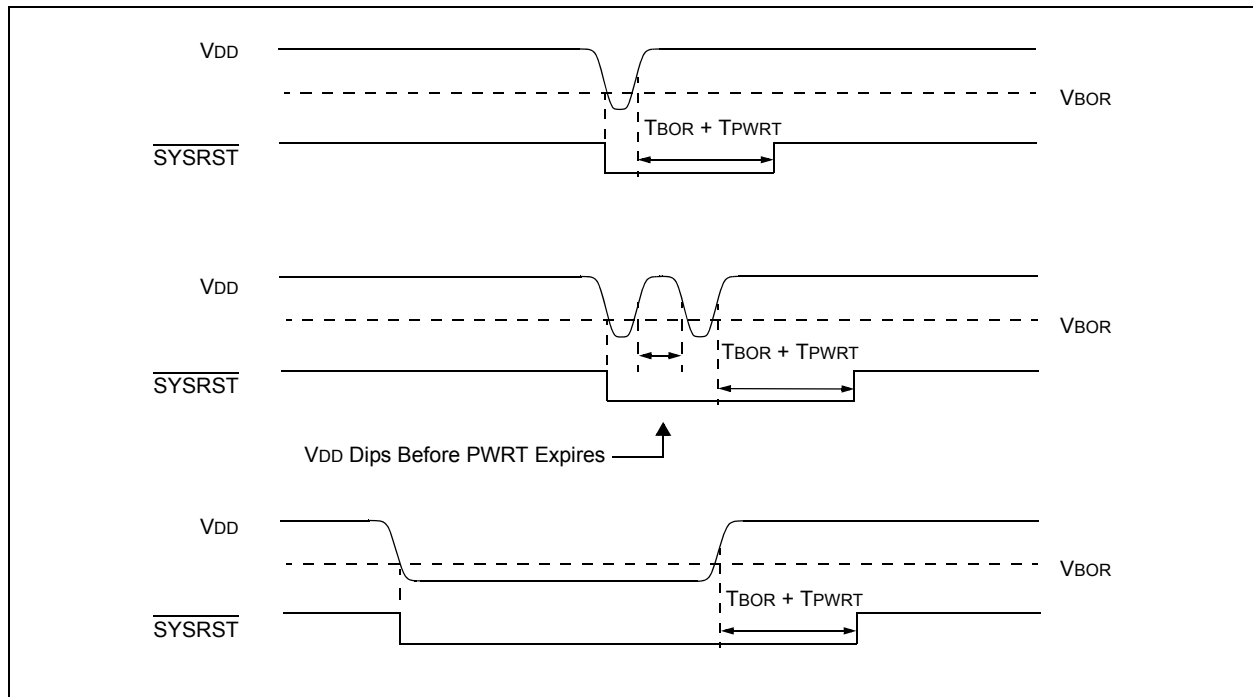 VDD
VBOR
TBOR + TPWRT
SYSRST
VDD
VBOR
TBOR + TPWRT
SYSRST
VDD Dips Before PWRT Expires
VDD
VBOR
TBOR + TPWRT
SYSRST